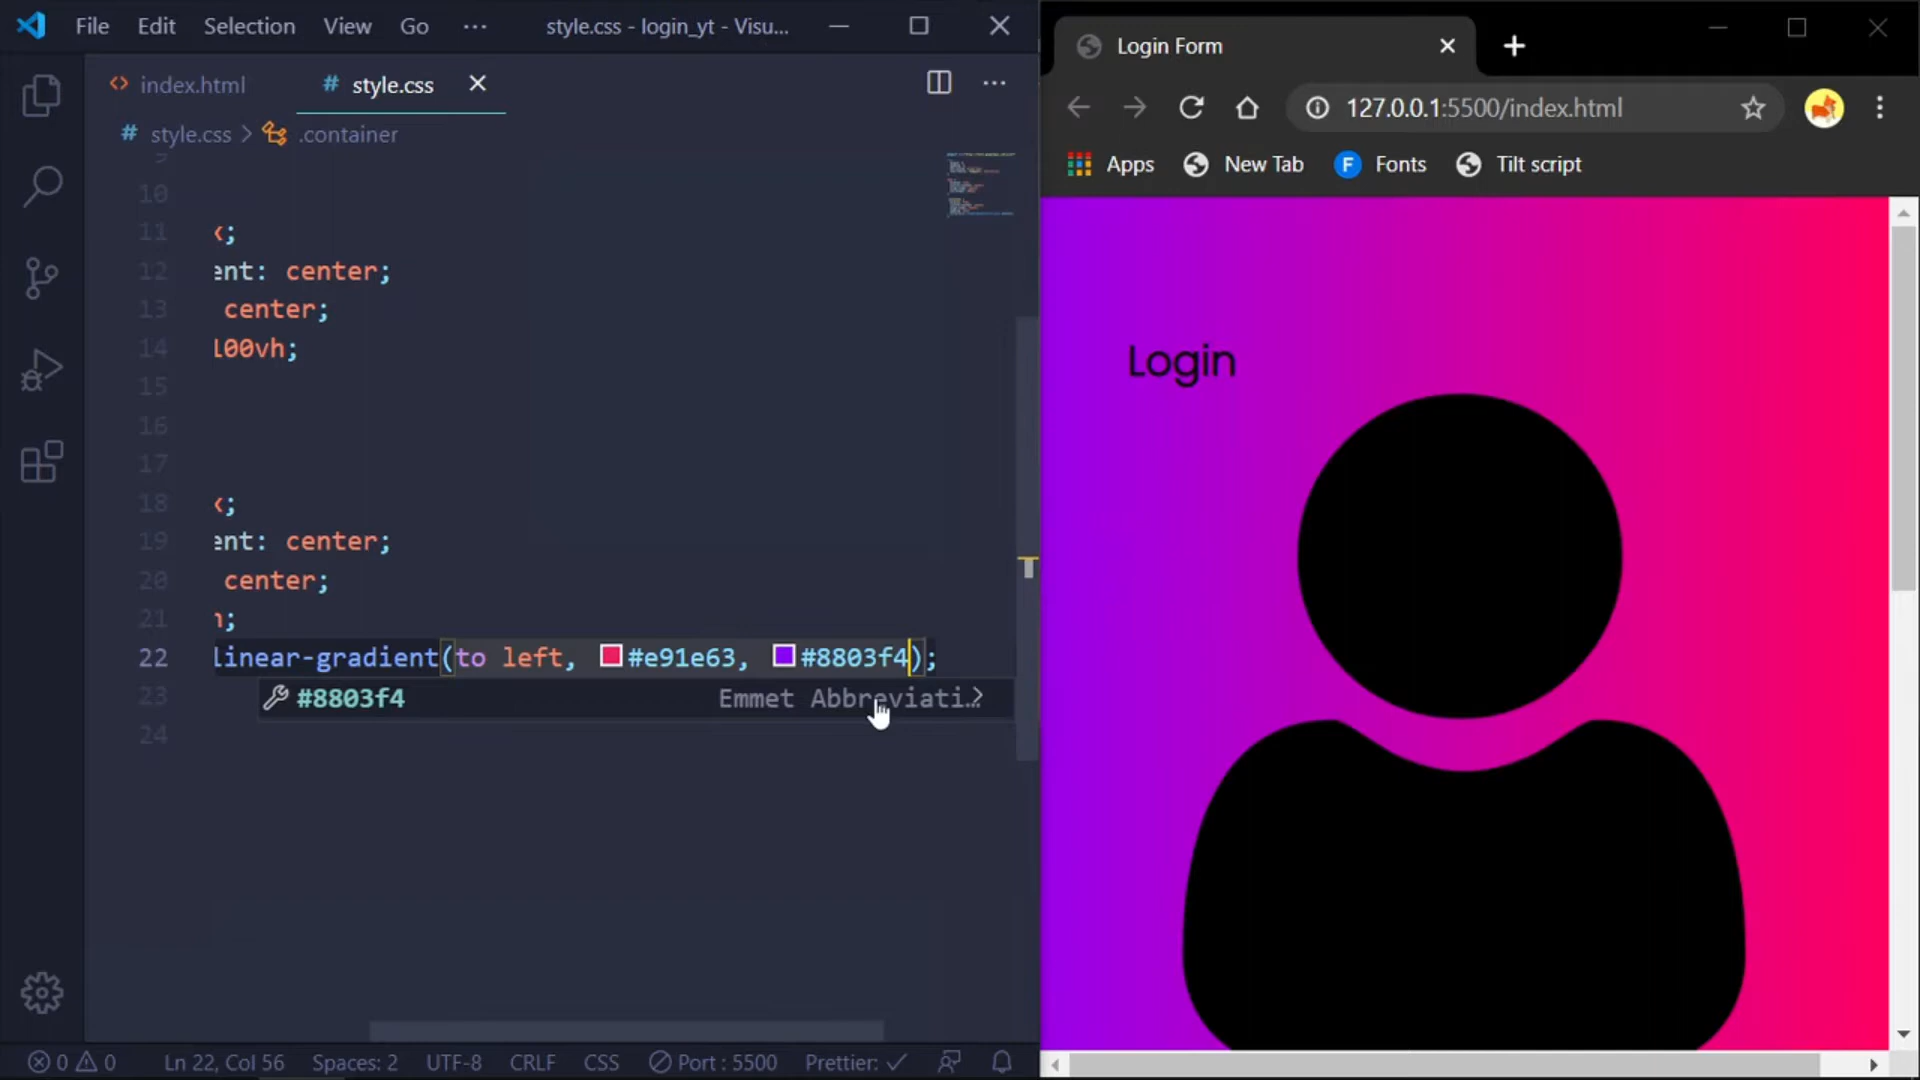 File Edit Selection View Go ··· style.css - login_yt - Visu...
<> index.html # style.css
# style.css > .container
9
10
11 x;
12 ent: center;
13 center;
14 100vh;
15
16
17
18 x;
19 ent: center;
20 center;
21 h;
22 linear-gradient(to left, #e91e63, #8803f4);
23 #8803f4 Emmet Abbreviati...
24
0 0 Ln 22, Col 56 Spaces: 2 UTF-8 CRLF CSS Port : 5500 Prettier: ✓
Login Form
127.0.0.1:5500/index.html
Apps New Tab F Fonts Tilt script
Login